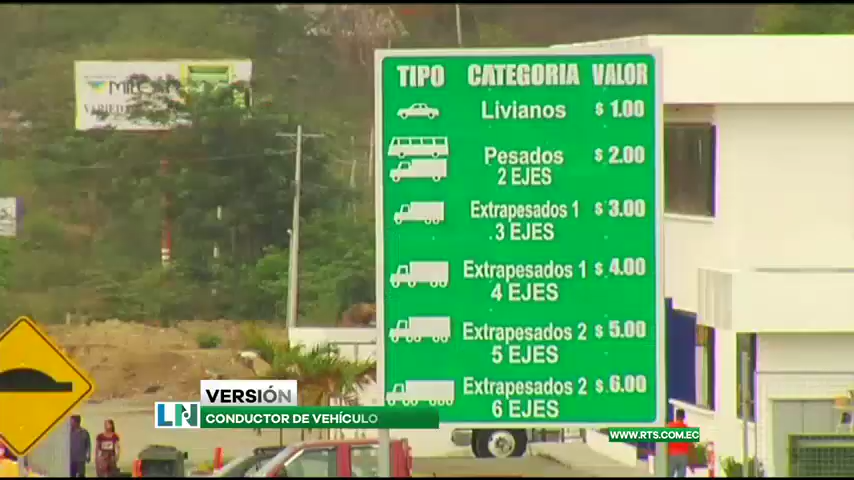 TIPO CATEGORIA VALOR
Livianos $ 1.00
Pesados $ 2.00
2 EJES
Extrapesados 1 $ 3.00
3 EJES
Extrapesados 1 $ 4.00
4 EJES
Extrapesados 2 $ 5.00
5 EJES
Extrapesados 2 $ 6.00
6 EJES
VERSIÓN
LN CONDUCTOR DE VEHÍCULO
WWW.RTS.COM.EC